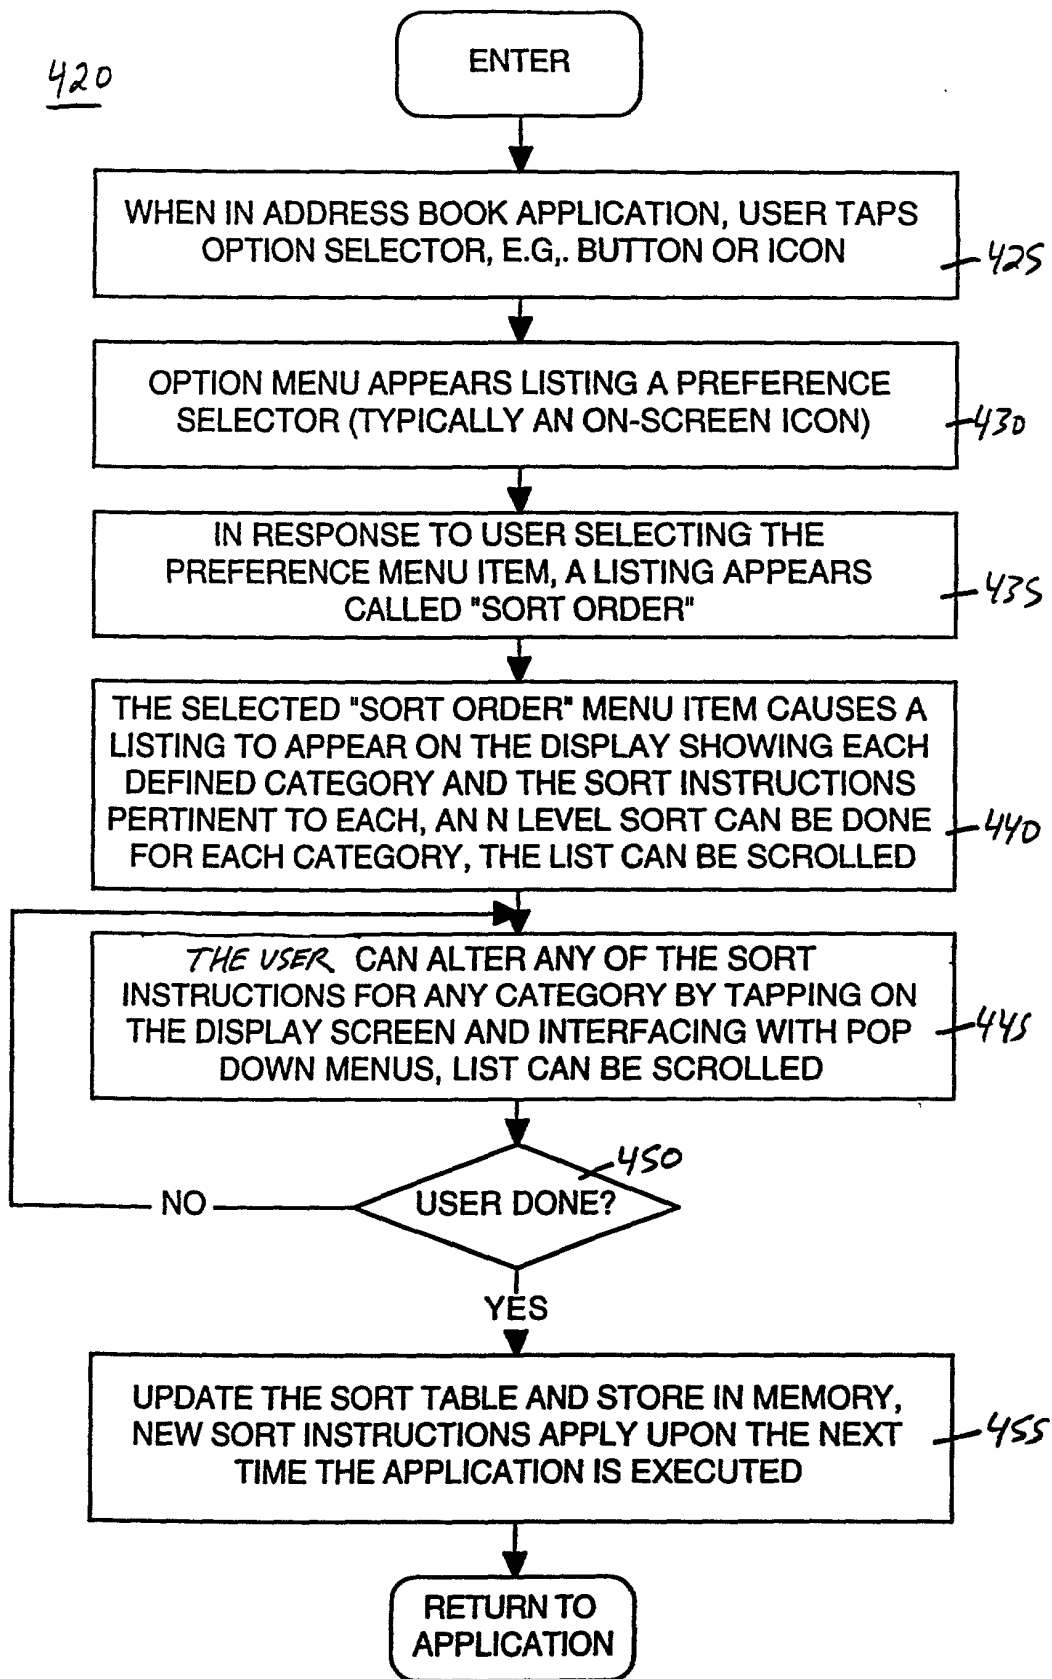 420
ENTER
WHEN IN ADDRESS BOOK APPLICATION, USER TAPS
OPTION SELECTOR, E.G,. BUTTON OR ICON
425
OPTION MENU APPEARS LISTING A PREFERENCE
SELECTOR (TYPICALLY AN ON-SCREEN ICON)
430
IN RESPONSE TO USER SELECTING THE
PREFERENCE MENU ITEM, A LISTING APPEARS
CALLED "SORT ORDER"
435
THE SELECTED "SORT ORDER" MENU ITEM CAUSES A
LISTING TO APPEAR ON THE DISPLAY SHOWING EACH
DEFINED CATEGORY AND THE SORT INSTRUCTIONS
PERTINENT TO EACH, AN N LEVEL SORT CAN BE DONE
FOR EACH CATEGORY, THE LIST CAN BE SCROLLED
440
THE USER CAN ALTER ANY OF THE SORT
INSTRUCTIONS FOR ANY CATEGORY BY TAPPING ON
THE DISPLAY SCREEN AND INTERFACING WITH POP
DOWN MENUS, LIST CAN BE SCROLLED
445
450
USER DONE?
NO
YES
UPDATE THE SORT TABLE AND STORE IN MEMORY,
NEW SORT INSTRUCTIONS APPLY UPON THE NEXT
TIME THE APPLICATION IS EXECUTED
455
RETURN TO
APPLICATION